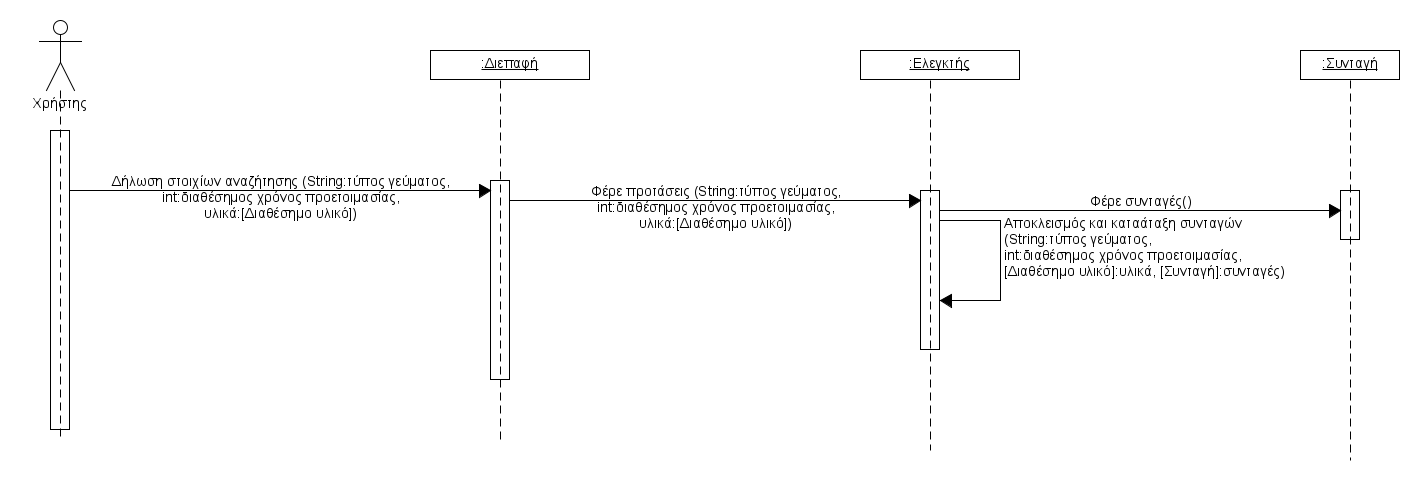 :Διεπαφή
:Ελεγκτής
:Συνταγή
Χρήστης
Δήλωση στοιχίων αναζήτησης (String:τύπος γεύματος,
int:διαθέσημος χρόνος προετοιμασίας,
υλικά:[Διαθέσημο υλικό])
Φέρε προτάσεις (String:τύπος γεύματος,
int:διαθέσημος χρόνος προετοιμασίας,
υλικά:[Διαθέσημο υλικό])
Φέρε συνταγές()
Αποκλεισμός και καταάταξη συνταγών
(String:τύπος γεύματος,
int:διαθέσημος χρόνος προετοιμασίας,
[Διαθέσημο υλικό]:υλικά, [Συνταγή]:συνταγές)